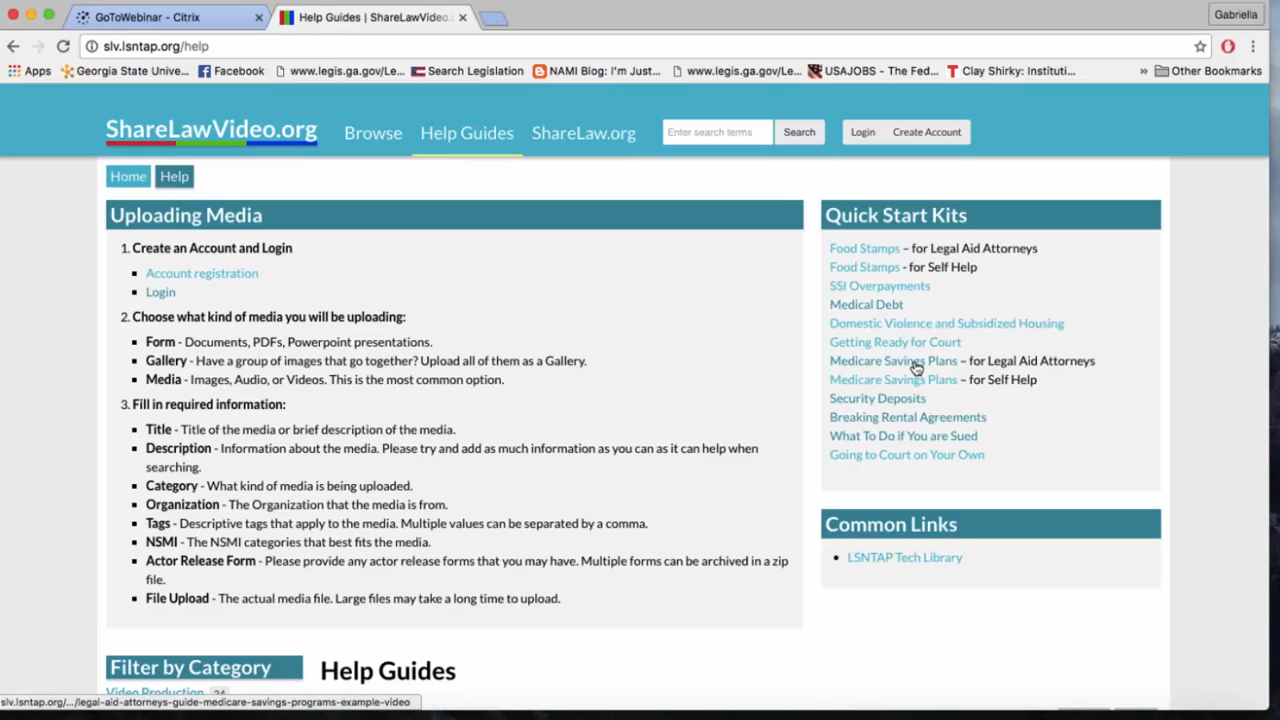 GoToWebinar - Citrix
Help Guides | ShareLawVideo.
Gabriella
slv.lsntap.org/help
Apps
Georgia State Unive...
Facebook
www.legis.ga.gov/Le...
Search Legislation
NAMI Blog: I'm Just...
www.legis.ga.gov/Le...
USAJOBS - The Fed...
Clay Shirky: Instituti...
»
Other Bookmarks
ShareLawVideo.org
Browse
Help Guides
ShareLaw.org
Enter search terms
Search
Login
Create Account
Home
Help
Uploading Media
1. Create an Account and Login
Account registration
Login
2. Choose what kind of media you will be uploading:
Form - Documents, PDFs, Powerpoint presentations.
Gallery - Have a group of images that go together? Upload all of them as a Gallery.
Media - Images, Audio, or Videos. This is the most common option.
3. Fill in required information:
Title - Title of the media or brief description of the media.
Description - Information about the media. Please try and add as much information as you can as it can help when
searching.
Category - What kind of media is being uploaded.
Organization - The Organization that the media is from.
Tags - Descriptive tags that apply to the media. Multiple values can be separated by a comma.
NSMI - The NSMI categories that best fits the media.
Actor Release Form - Please provide any actor release forms that you may have. Multiple forms can be archived in a zip
file.
File Upload - The actual media file. Large files may take a long time to upload.
Quick Start Kits
Food Stamps – for Legal Aid Attorneys
Food Stamps - for Self Help
SSI Overpayments
Medical Debt
Domestic Violence and Subsidized Housing
Getting Ready for Court
Medicare Savings Plans – for Legal Aid Attorneys
Medicare Savings Plans – for Self Help
Security Deposits
Breaking Rental Agreements
What To Do if You are Sued
Going to Court on Your Own
Common Links
LSNTAP Tech Library
Filter by Category
Video Production 24
Help Guides
slv.lsntap.org/.../legal-aid-attorneys-guide-medicare-savings-programs-example-video